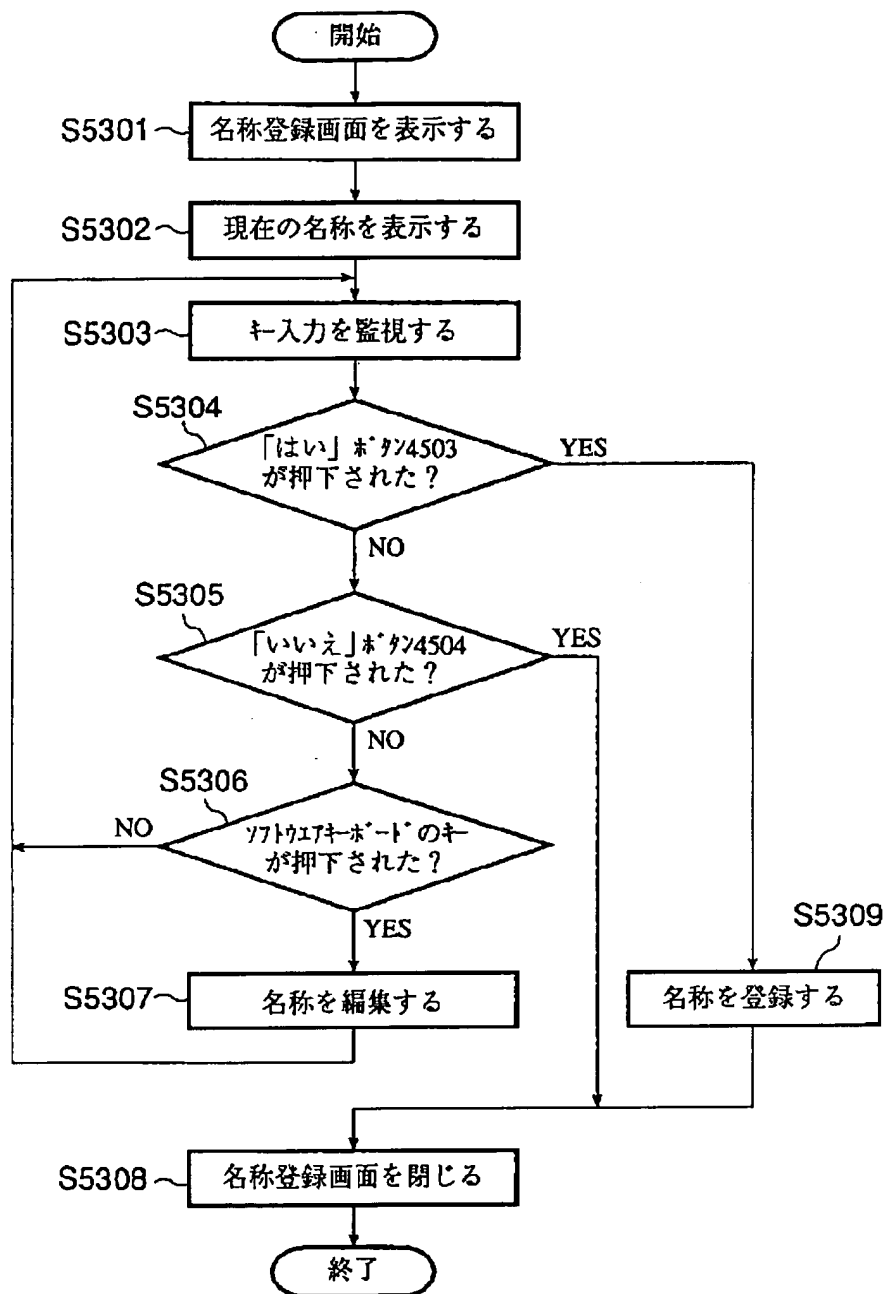 開始
S5301
名称登録画面を表示する
S5302
現在の名称を表示する
S5303
ｷｰ入力を監視する
S5304
「はい」ﾎﾞﾀﾝ4503
が押下された？
YES
NO
S5305
「いいえ」ﾎﾞﾀﾝ4504
が押下された？
YES
NO
S5306
ｿﾌﾄｳｴｱｷｰﾎﾞｰﾄﾞのｷｰ
が押下された？
NO
YES
S5307
名称を編集する
S5309
名称を登録する
S5308
名称登録画面を閉じる
終了